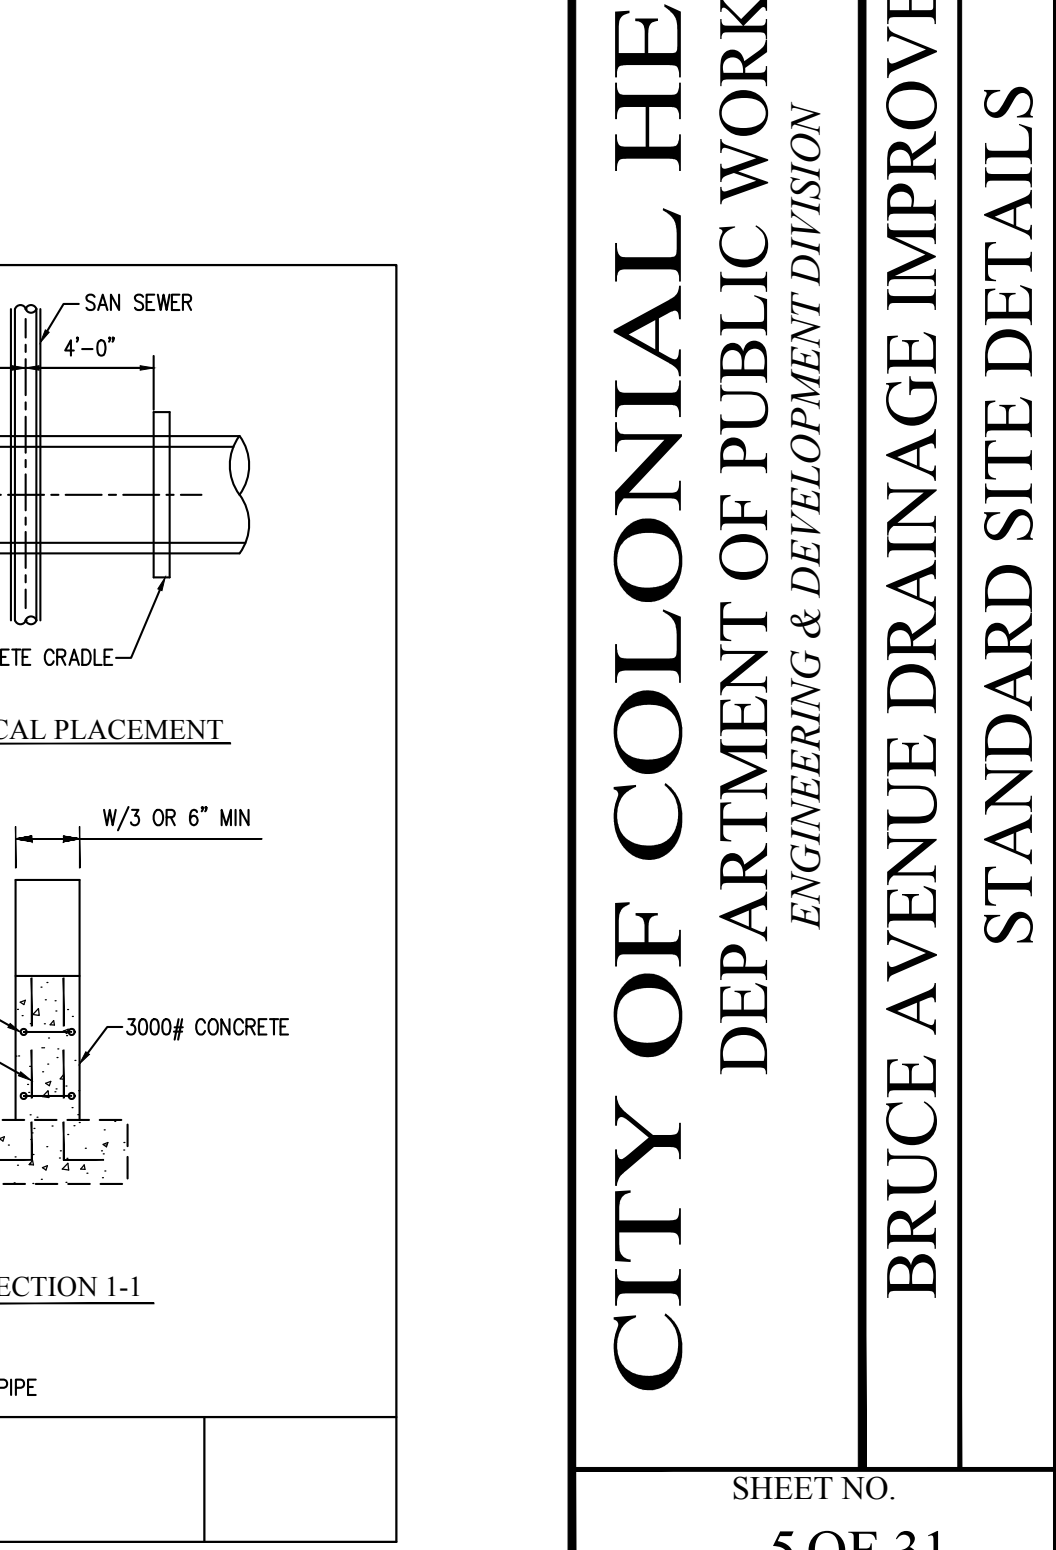 SAN SEWER
4'-0"
ETE CRADLE
CAL PLACEMENT
W/3 OR 6" MIN
3000# CONCRETE
ECTION 1-1
PIPE
CITY OF COLONIAL HE
DEPARTMENT OF PUBLIC WORK
ENGINEERING & DEVELOPMENT DIVISION
BRUCE AVENUE DRAINAGE IMPROVE
STANDARD SITE DETAILS
SHEET NO.
5 OF 31